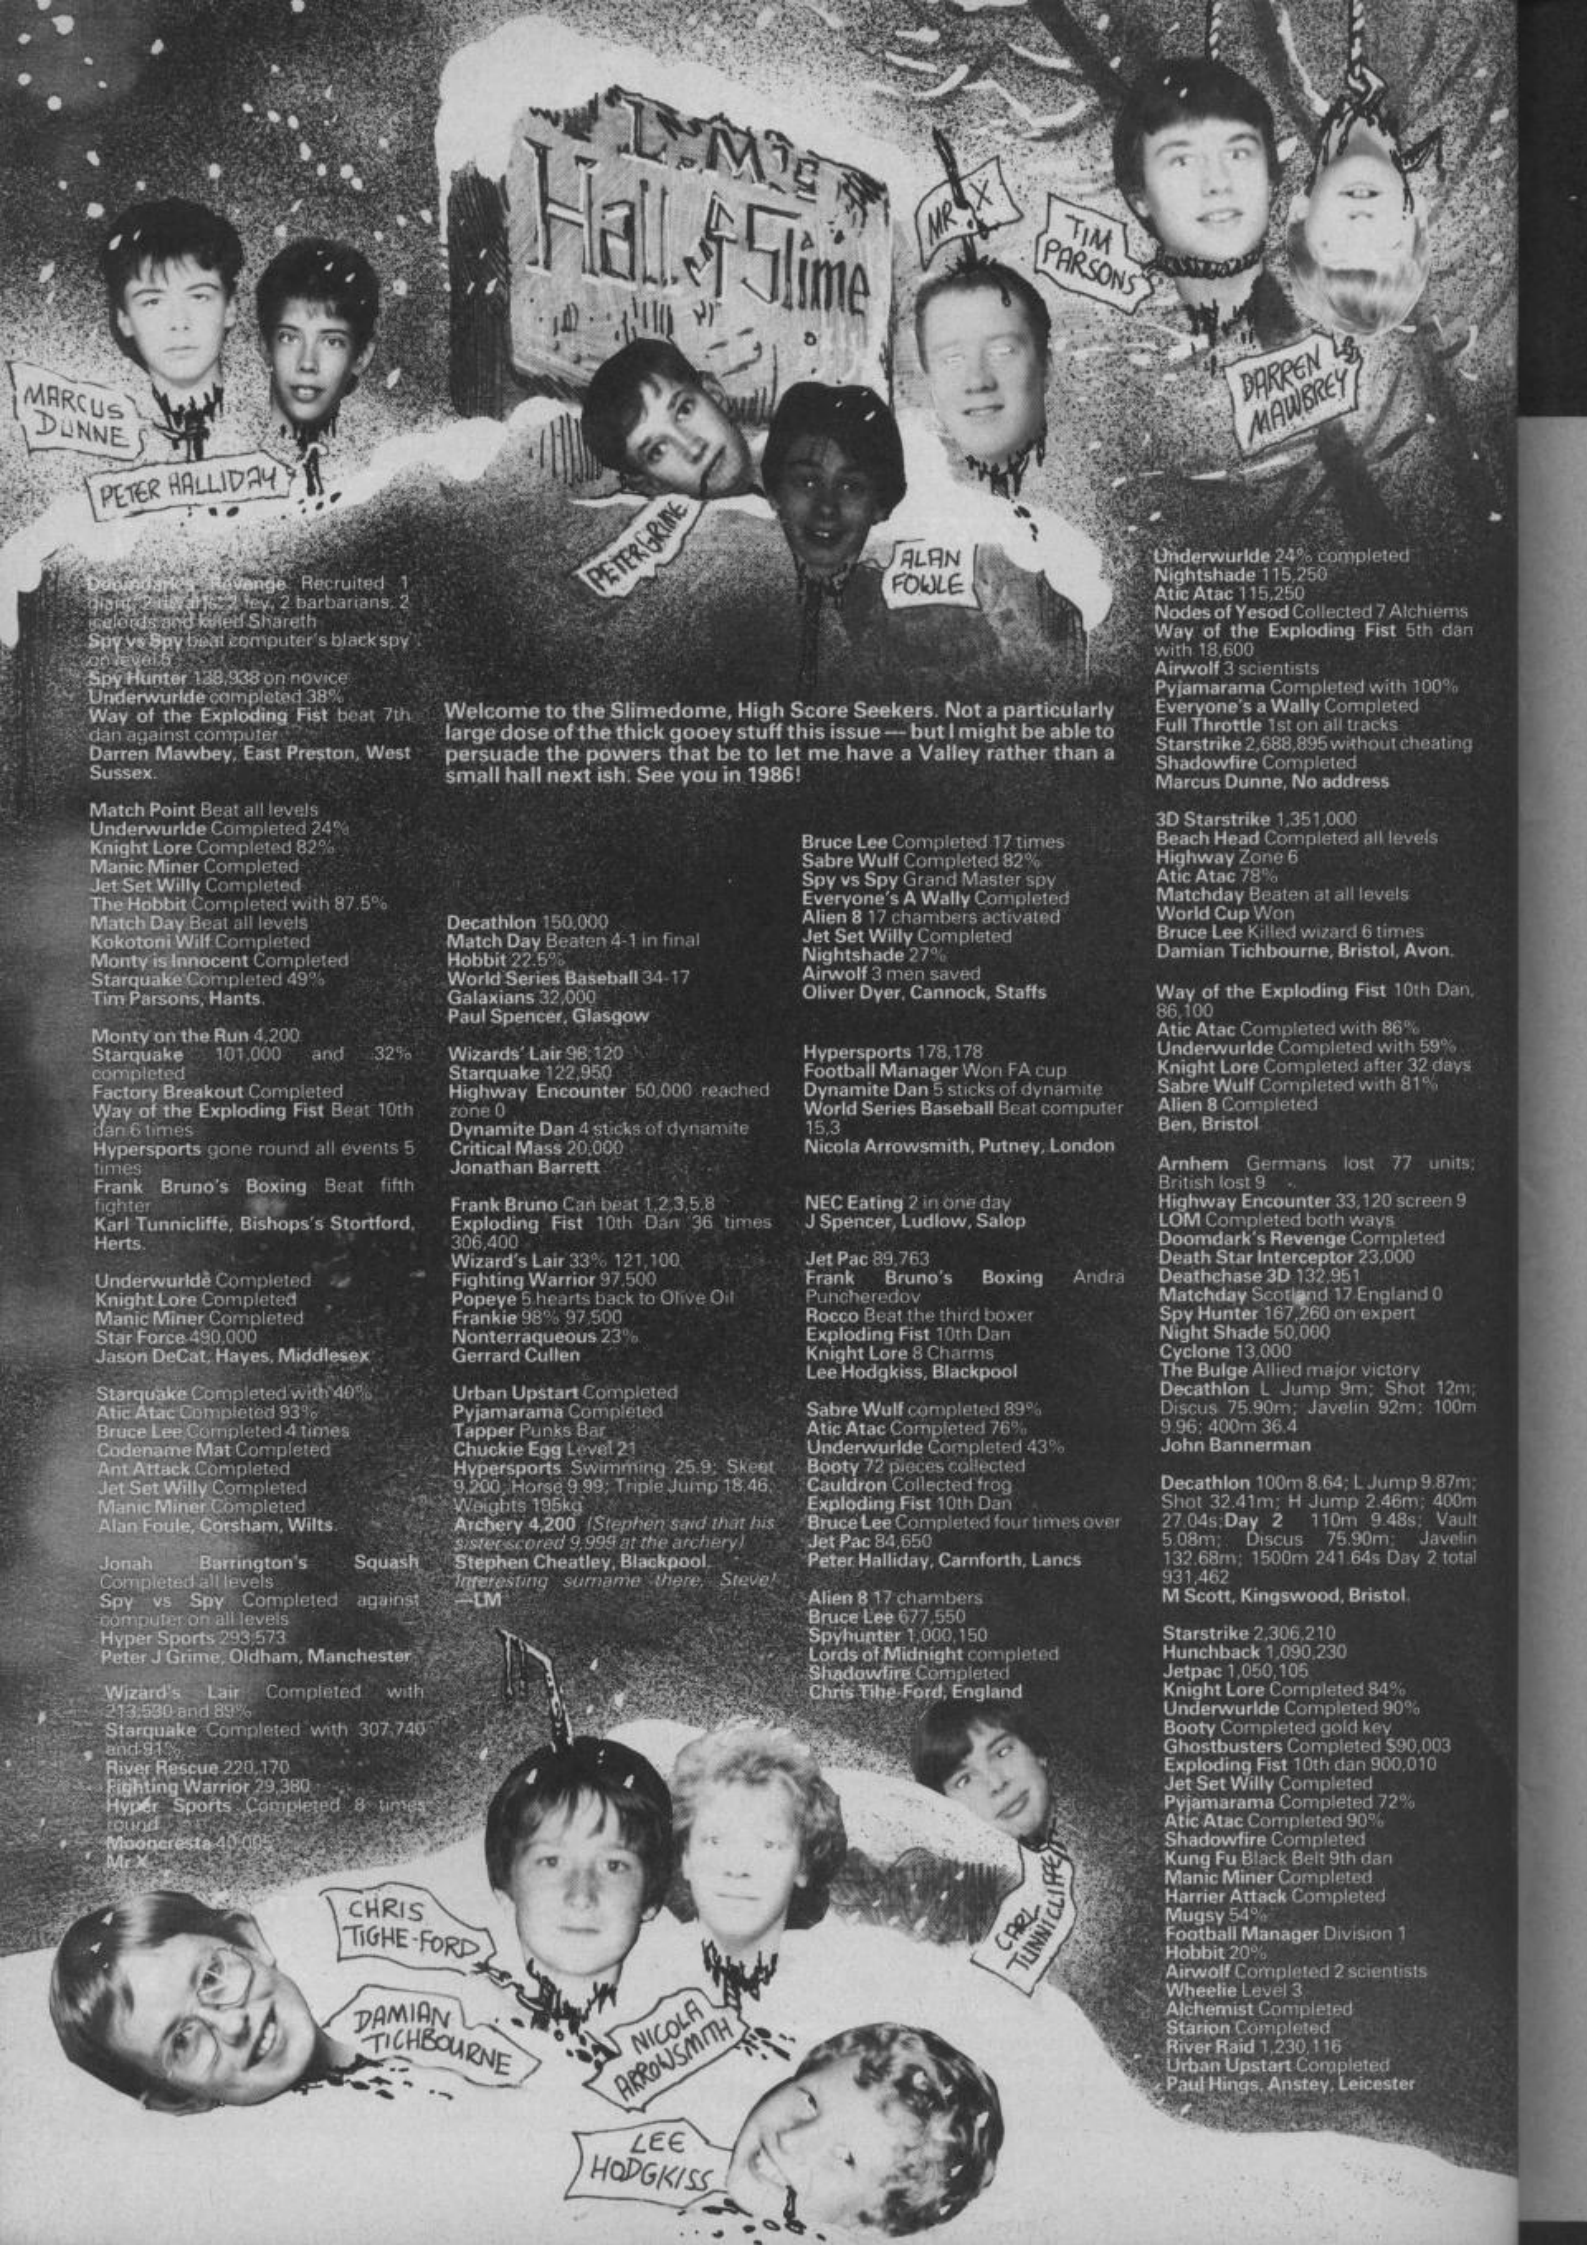 L.M's
Hall of Slime
MR X
TIM
PARSONS
DARREN
MAWBREY
MARCUS
DUNNE
PETER HALLIDAY
PETER GRIME
ALAN
FOWLE
Doomdark's Revenge Recruited 1
giant, 2 dwarfs, 2 fey, 2 barbarians, 2
icelords and killed Shareth
Spy vs Spy beat computer's black spy
on level 5
Spy Hunter 138,938 on novice
Underwurlde completed 38%
Way of the Exploding Fist beat 7th
dan against computer
Darren Mawbey, East Preston, West
Sussex.
Match Point Beat all levels
Underwurlde Completed 24%
Knight Lore Completed 82%
Manic Miner Completed
Jet Set Willy Completed
The Hobbit Completed with 87.5%
Match Day Beat all levels
Kokotoni Wilf Completed
Monty is Innocent Completed
Starquake Completed 49%
Tim Parsons, Hants.
Monty on the Run 4,200
Starquake 101,000 and 32%
completed
Factory Breakout Completed
Way of the Exploding Fist Beat 10th
dan 6 times
Hypersports gone round all events 5
times
Frank Bruno's Boxing Beat fifth
fighter
Karl Tunnicliffe, Bishops's Stortford,
Herts.
Underwurlde Completed
Knight Lore Completed
Manic Miner Completed
Star Force 490,000
Jason DeCat, Hayes, Middlesex
Starquake Completed with 40%
Atic Atac Completed 93%
Bruce Lee Completed 4 times
Codename Mat Completed
Ant Attack Completed
Jet Set Willy Completed
Manic Miner Completed
Alan Foule, Corsham, Wilts.
Jonah Barrington's Squash
Completed all levels
Spy vs Spy Completed against
computer on all levels
Hyper Sports 293,573
Peter J Grime, Oldham, Manchester
Wizard's Lair Completed with
213,530 and 89%
Starquake Completed with 307,740
and 91%
River Rescue 220,170
Fighting Warrior 29,380
Hyper Sports Completed 8 times
round
Mooncresta 40,005
Mr X
Welcome to the Slimedome, High Score Seekers. Not a particularly
large dose of the thick gooey stuff this issue — but I might be able to
persuade the powers that be to let me have a Valley rather than a
small hall next ish. See you in 1986!
Decathlon 150,000
Match Day Beaten 4-1 in final
Hobbit 22.5%
World Series Baseball 34-17
Galaxians 32,000
Paul Spencer, Glasgow
Wizards' Lair 96,120
Starquake 122,950
Highway Encounter 50,000 reached
zone 0
Dynamite Dan 4 sticks of dynamite
Critical Mass 20,000
Jonathan Barrett
Frank Bruno Can beat 1,2,3,5,8
Exploding Fist 10th Dan 36 times
306,400
Wizard's Lair 33% 121,100
Fighting Warrior 97,500
Popeye 5 hearts back to Olive Oil
Frankie 98% 97,500
Nonterraqueous 23%
Gerrard Cullen
Urban Upstart Completed
Pyjamarama Completed
Tapper Punks Bar
Chuckie Egg Level 21
Hypersports Swimming 25.9; Skeet
9,200; Horse 9.99; Triple Jump 18.46;
Weights 195kg
Archery 4,200 (Stephen said that his
sister scored 9,999 at the archery)
Stephen Cheatley, Blackpool.
Interesting surname there, Steve!
—LM
Bruce Lee Completed 17 times
Sabre Wulf Completed 82%
Spy vs Spy Grand Master spy
Everyone's A Wally Completed
Alien 8 17 chambers activated
Jet Set Willy Completed
Nightshade 27%
Airwolf 3 men saved
Oliver Dyer, Cannock, Staffs
Hypersports 178,178
Football Manager Won FA cup
Dynamite Dan 5 sticks of dynamite
World Series Baseball Beat computer
15,3
Nicola Arrowsmith, Putney, London
NEC Eating 2 in one day
J Spencer, Ludlow, Salop
Jet Pac 89,763
Frank Bruno's Boxing Andra
Puncheredov
Rocco Beat the third boxer
Exploding Fist 10th Dan
Knight Lore 8 Charms
Lee Hodgkiss, Blackpool
Sabre Wulf completed 89%
Atic Atac Completed 76%
Underwurlde Completed 43%
Booty 72 pieces collected
Cauldron Collected frog
Exploding Fist 10th Dan
Bruce Lee Completed four times over
Jet Pac 84,650
Peter Halliday, Carnforth, Lancs
Alien 8 17 chambers
Bruce Lee 677,550
Spyhunter 1,000,150
Lords of Midnight completed
Shadowfire Completed
Chris Tihe-Ford, England
Underwurlde 24% completed
Nightshade 115,250
Atic Atac 115,250
Nodes of Yesod Collected 7 Alchiems
Way of the Exploding Fist 5th dan
with 18,600
Airwolf 3 scientists
Pyjamarama Completed with 100%
Everyone's a Wally Completed
Full Throttle 1st on all tracks
Starstrike 2,688,895 without cheating
Shadowfire Completed
Marcus Dunne, No address
3D Starstrike 1,351,000
Beach Head Completed all levels
Highway Zone 6
Atic Atac 78%
Matchday Beaten at all levels
World Cup Won
Bruce Lee Killed wizard 6 times
Damian Tichbourne, Bristol, Avon.
Way of the Exploding Fist 10th Dan,
86,100
Atic Atac Completed with 86%
Underwurlde Completed with 59%
Knight Lore Completed after 32 days
Sabre Wulf Completed with 81%
Alien 8 Completed
Ben, Bristol
Arnhem Germans lost 77 units;
British lost 9
Highway Encounter 33,120 screen 9
LOM Completed both ways
Doomdark's Revenge Completed
Death Star Interceptor 23,000
Deathchase 3D 132,951
Matchday Scotland 17 England 0
Spy Hunter 167,260 on expert
Night Shade 50,000
Cyclone 13,000
The Bulge Allied major victory
Decathlon L Jump 9m; Shot 12m;
Discus 75.90m; Javelin 92m; 100m
9.96; 400m 36.4
John Bannerman
Decathlon 100m 8.64; L Jump 9.87m;
Shot 32.41m; H Jump 2.46m; 400m
27.04s; Day 2 110m 9.48s; Vault
5.08m; Discus 75.90m; Javelin
132.68m; 1500m 241.64s Day 2 total
931,462
M Scott, Kingswood, Bristol.
Starstrike 2,306,210
Hunchback 1,090,230
Jetpac 1,050,105
Knight Lore Completed 84%
Underwurlde Completed 90%
Booty Completed gold key
Ghostbusters Completed $90,003
Exploding Fist 10th dan 900,010
Jet Set Willy Completed
Pyjamarama Completed 72%
Atic Atac Completed 90%
Shadowfire Completed
Kung Fu Black Belt 9th dan
Manic Miner Completed
Harrier Attack Completed
Mugsy 54%
Football Manager Division 1
Hobbit 20%
Airwolf Completed 2 scientists
Wheelie Level 3
Alchemist Completed
Starion Completed
River Raid 1,230,116
Urban Upstart Completed
Paul Hings, Anstey, Leicester
CHRIS
TIGHE-FORD
DAMIAN
TICHBOURNE
NICOLA
ARROWSMITH
CARL
TUNNICLIFFE
LEE
HODGKISS